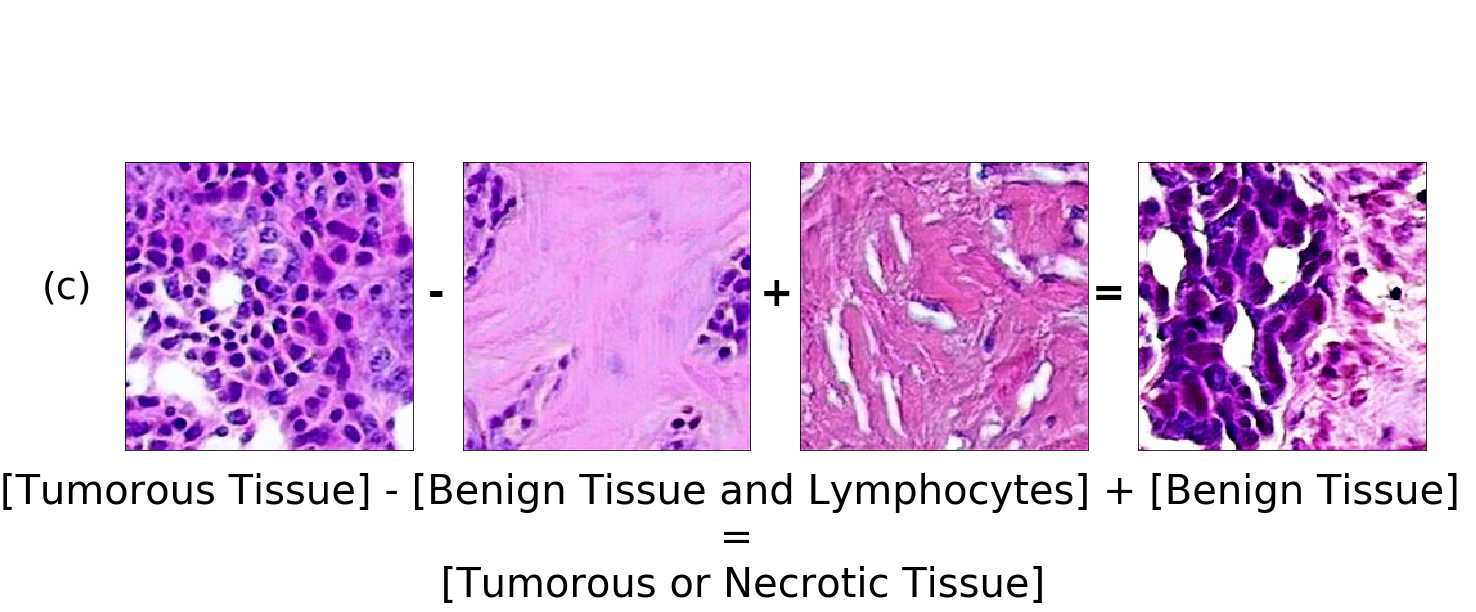 (c) - + =
[Tumorous Tissue] - [Benign Tissue and Lymphocytes] + [Benign Tissue]
=
[Tumorous or Necrotic Tissue]